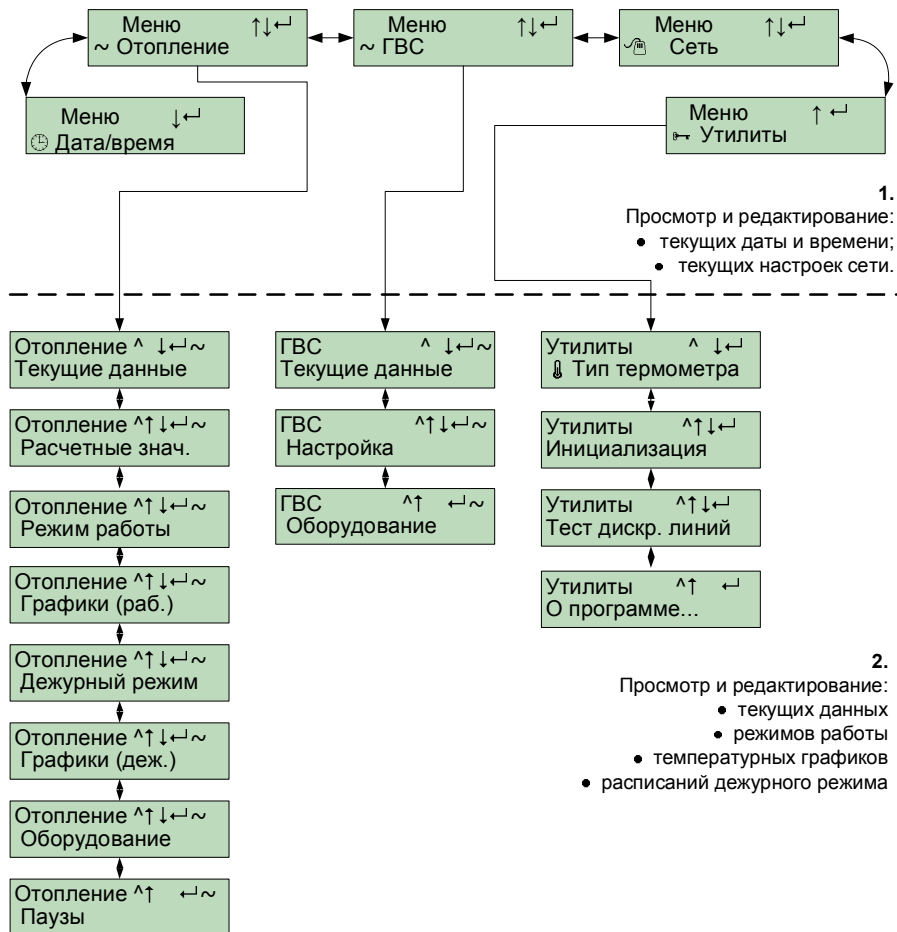 Меню ↑↓↵
~ Отопление
Меню ↑↓↵
~ ГВС
Меню ↑↓↵
Сеть
Меню ↓↵
Дата/время
Меню ↑ ↵
Утилиты
1.
Просмотр и редактирование:
● текущих даты и времени;
● текущих настроек сети.
Отопление ^ ↓↵~
Текущие данные
Отопление ^↑↓↵~
Расчетные знач.
Отопление ^↑↓↵~
Режим работы
Отопление ^↑↓↵~
Графики (раб.)
Отопление ^↑↓↵~
Дежурный режим
Отопление ^↑↓↵~
Графики (деж.)
Отопление ^↑↓↵~
Оборудование
Отопление ^↑ ↵~
Паузы
ГВС ^ ↓↵~
Текущие данные
ГВС ^↑↓↵~
Настройка
ГВС ^↑ ↵~
Оборудование
Утилиты ^ ↓↵
Тип термометра
Утилиты ^↑↓↵
Инициализация
Утилиты ^↑↓↵
Тест дискр. линий
Утилиты ^↑ ↵
О программе...
2.
Просмотр и редактирование:
● текущих данных
● режимов работы
● температурных графиков
● расписаний дежурного режима